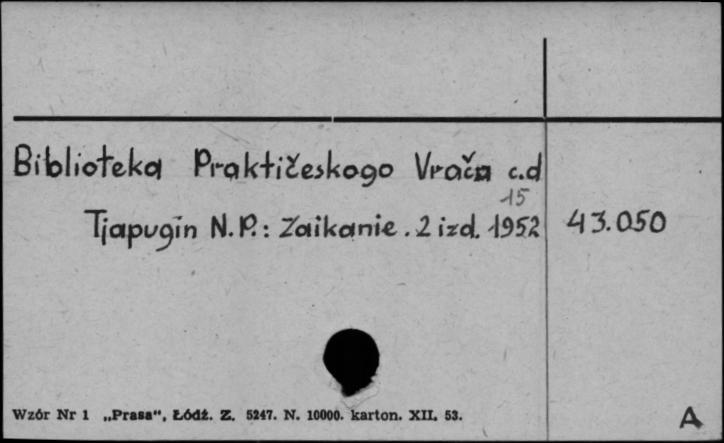 Biblioteka Praktičeskogo Vrača c.d
15
Tjapugin N.P.: Zaikanie. 2 izd. 1952 43.050
Wzór Nr 1 „Prasa", Łódź. Z. 5247. N. 10000. karton. XII. 53.
A